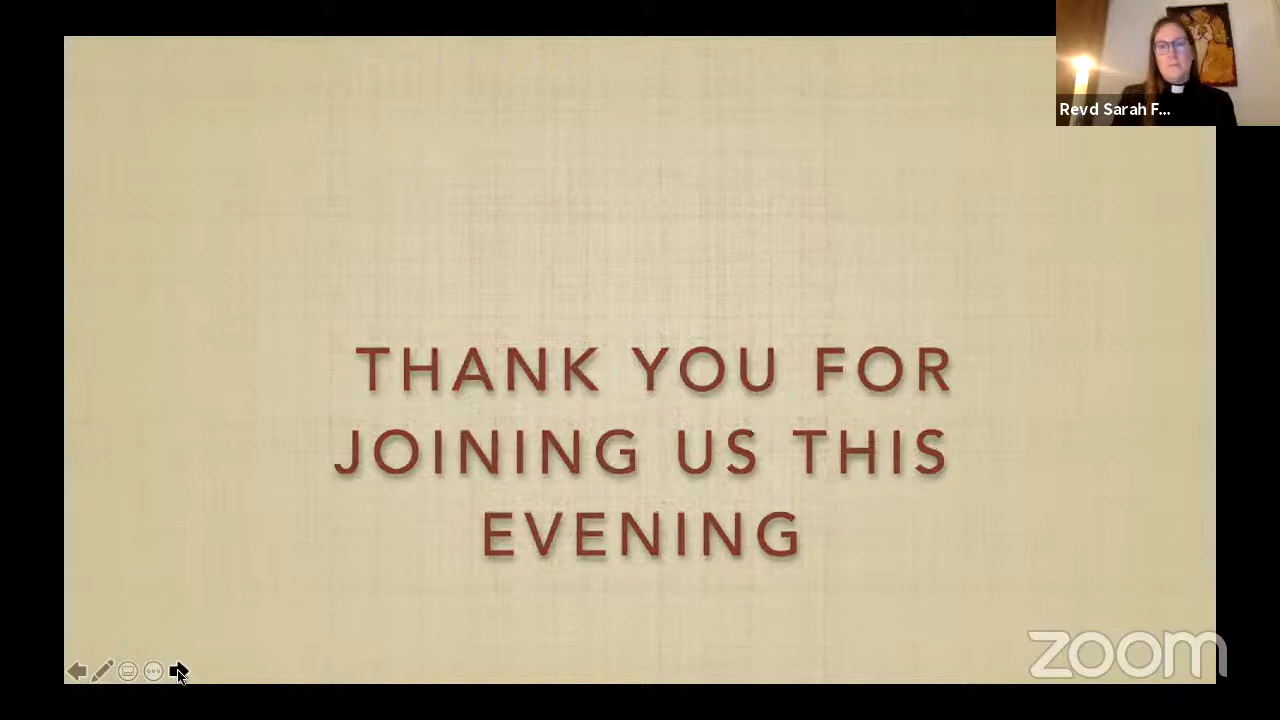 Revd Sarah F...
THANK YOU FOR
JOINING US THIS
EVENING
zoom